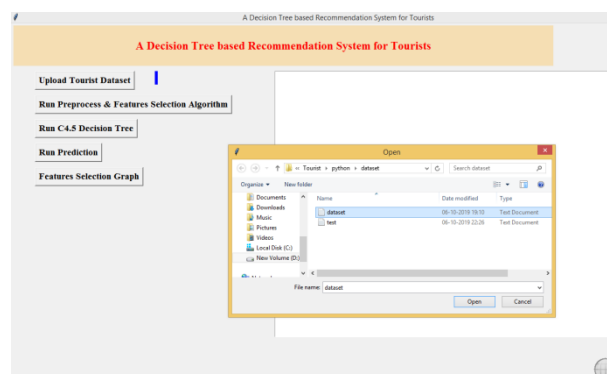 A Decision Tree based Recommendation System for Tourists
A Decision Tree based Recommendation System for Tourists
Upload Tourist Dataset
Run Preprocess & Features Selection Algorithm
Run C4.5 Decision Tree
Run Prediction
Features Selection Graph
Open
« Tourist ▸ python ▸ dataset
Search dataset
Organize
New folder
Documents
Downloads
Music
Pictures
Videos
Local Disk (C:)
New Volume (D:)
Name
Date modified
Type
dataset
06-10-2019 19:10
Text Document
test
06-10-2019 22:26
Text Document
File name:
dataset
Open
Cancel